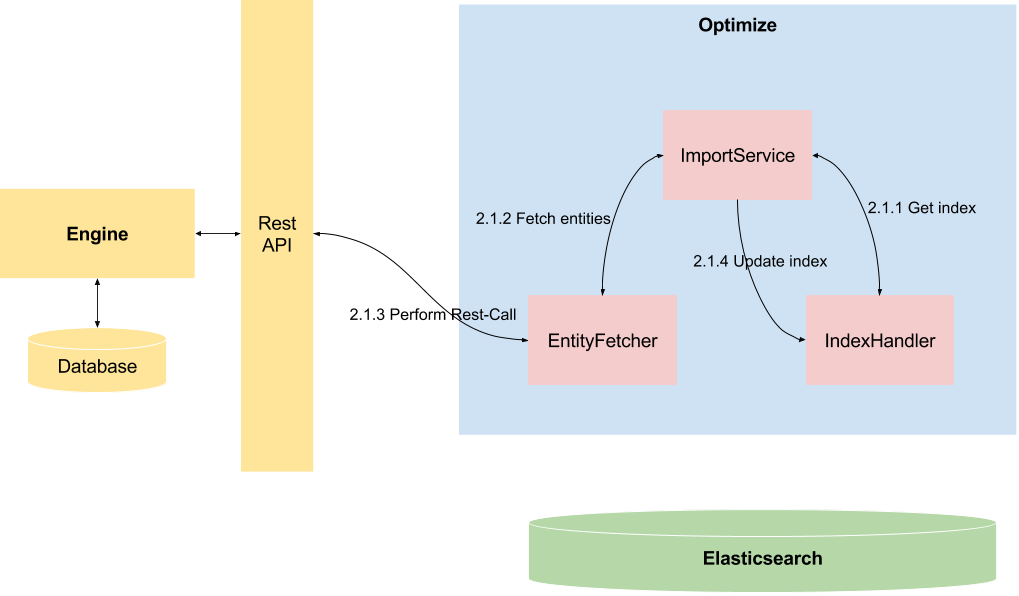 Optimize
ImportService
2.1.2 Fetch entities
2.1.1 Get index
Rest
API
Engine
2.1.4 Update index
2.1.3 Perform Rest-Call
EntityFetcher
IndexHandler
Database
Elasticsearch